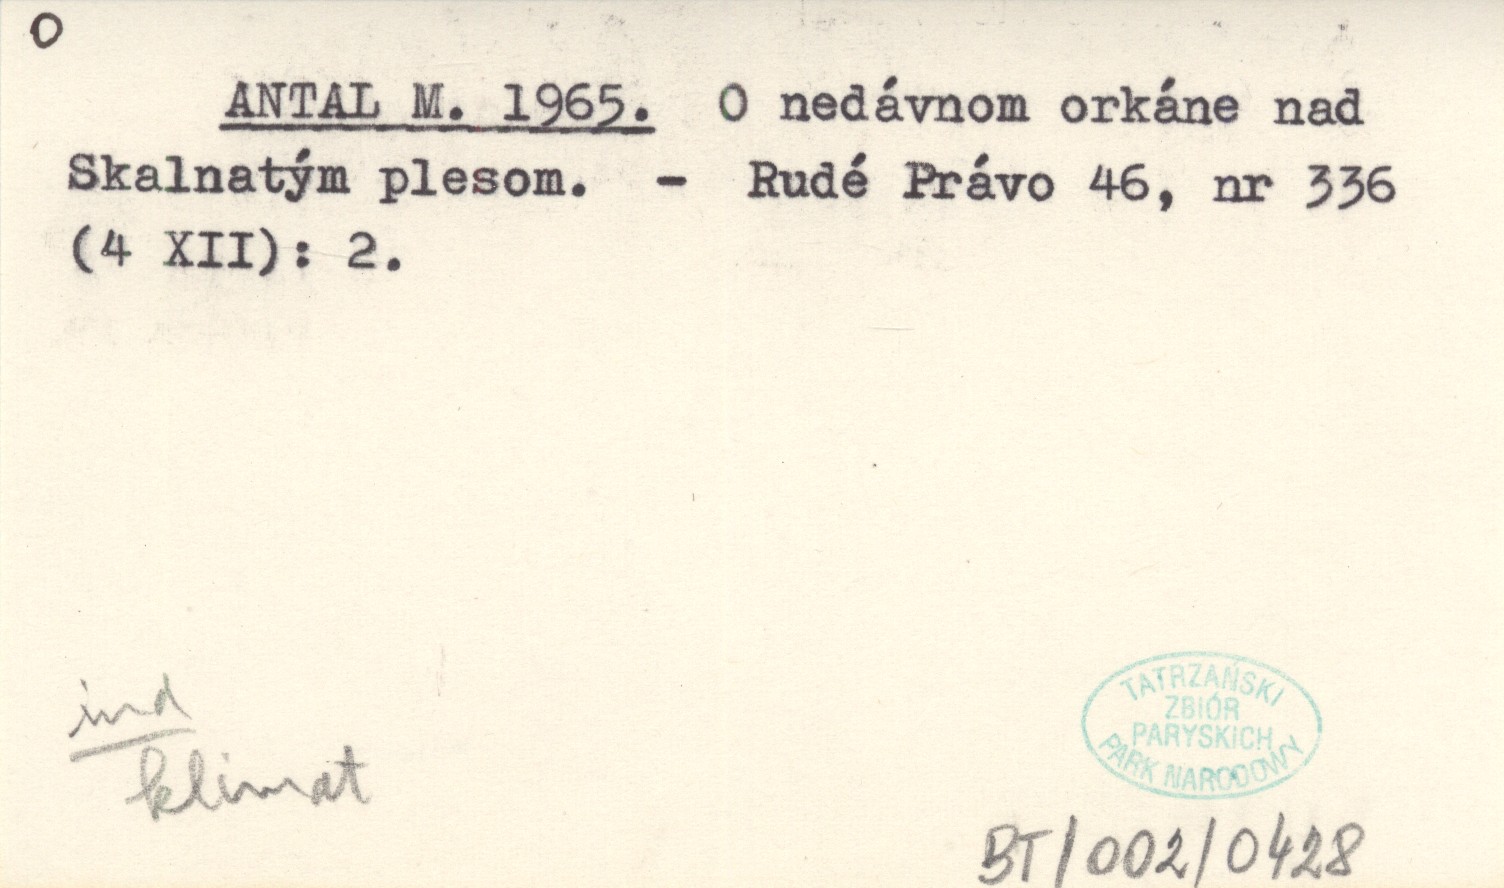 O
ANTAL M. 1965. O nedávnom orkáne nad
Skalnatým plesom. - Rudé Právo 46, nr 336
(4 XII): 2.
ind
klimat
TATRZAŃSKI
ZBIÓR
PARYSKICH
PARK NARODOWY
BT/002/0428